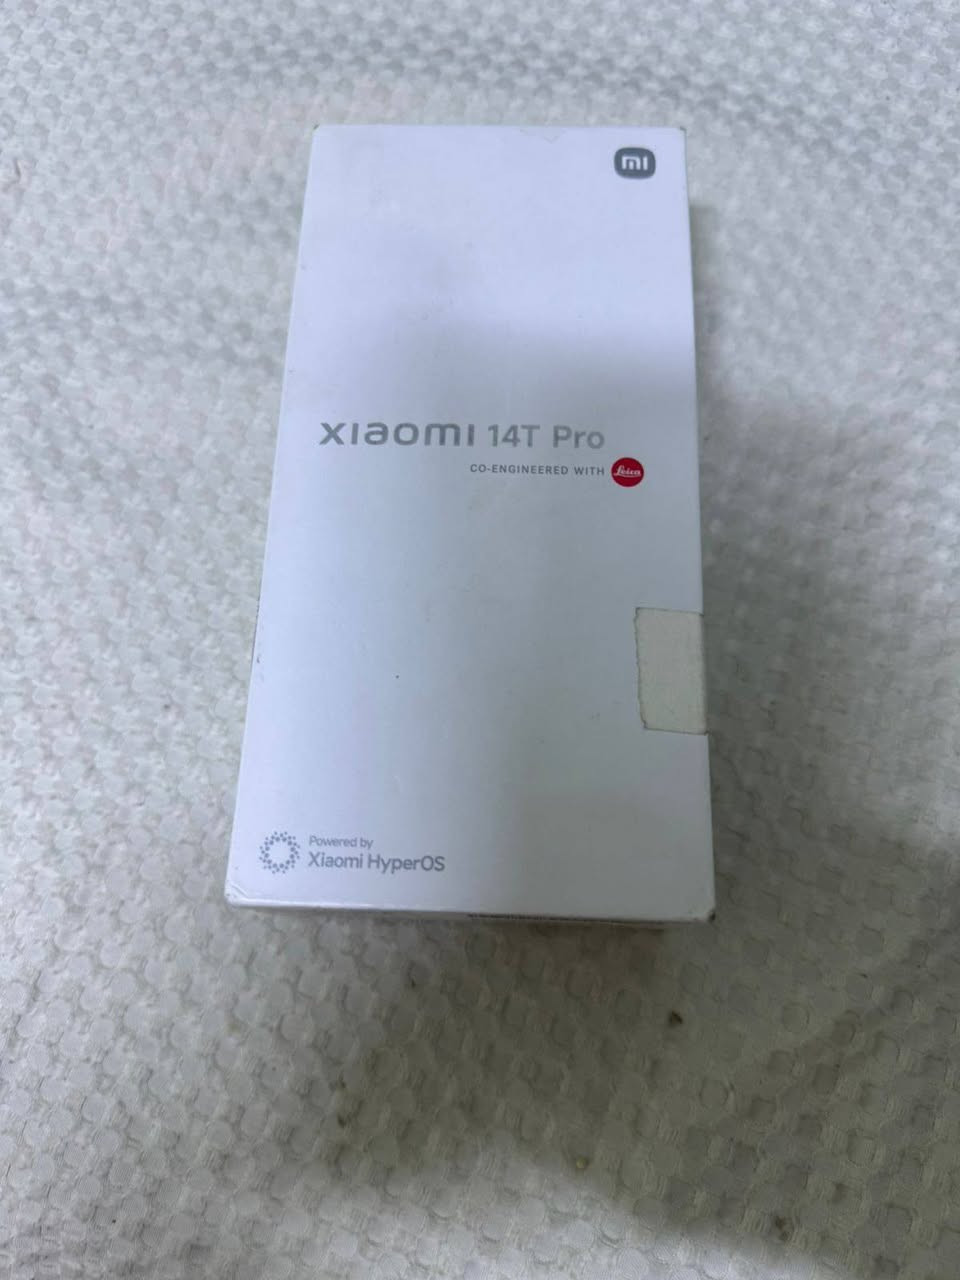 mi
xiaomi 14T Pro
CO-ENGINEERED WITH Leica
Powered by
Xiaomi HyperOS